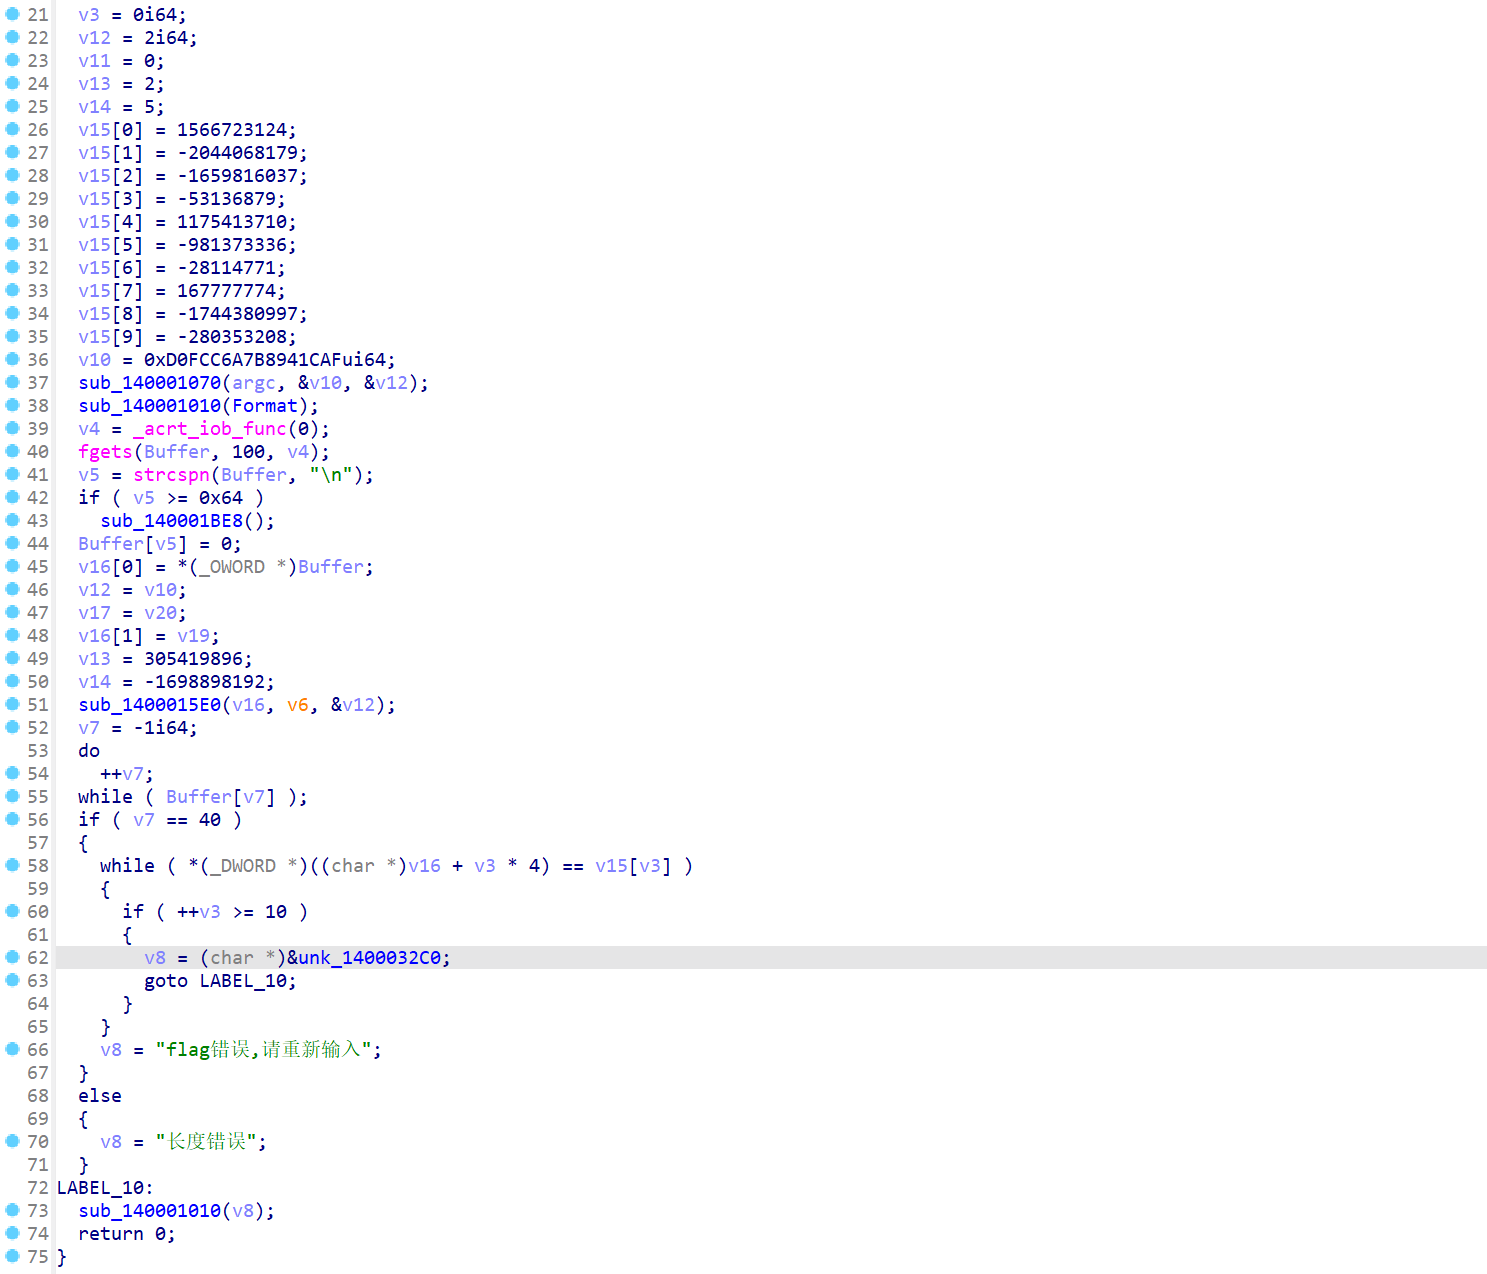 21 v3 = 0i64;
22 v12 = 2i64;
23 v11 = 0;
24 v13 = 2;
25 v14 = 5;
26 v15[0] = 1566723124;
27 v15[1] = -2044068179;
28 v15[2] = -1659816037;
29 v15[3] = -53136879;
30 v15[4] = 1175413710;
31 v15[5] = -981373336;
32 v15[6] = -28114771;
33 v15[7] = 167777774;
34 v15[8] = -1744380997;
35 v15[9] = -280353208;
36 v10 = 0xD0FCC6A7B8941CAFui64;
37 sub_140001070(argc, &v10, &v12);
38 sub_140001010(Format);
39 v4 = _acrt_iob_func(0);
40 fgets(Buffer, 100, v4);
41 v5 = strcspn(Buffer, "\n");
42 if ( v5 >= 0x64 )
43 sub_140001BE8();
44 Buffer[v5] = 0;
45 v16[0] = *(_OWORD *)Buffer;
46 v12 = v10;
47 v17 = v20;
48 v16[1] = v19;
49 v13 = 305419896;
50 v14 = -1698898192;
51 sub_1400015E0(v16, v6, &v12);
52 v7 = -1i64;
53 do
54 ++v7;
55 while ( Buffer[v7] );
56 if ( v7 == 40 )
57 {
58 while ( *(_DWORD *)((char *)v16 + v3 * 4) == v15[v3] )
59 {
60 if ( ++v3 >= 10 )
61 {
62 v8 = (char *)&unk_1400032C0;
63 goto LABEL_10;
64 }
65 }
66 v8 = "flag错误,请重新输入";
67 }
68 else
69 {
70 v8 = "长度错误";
71 }
72 LABEL_10:
73 sub_140001010(v8);
74 return 0;
75 }